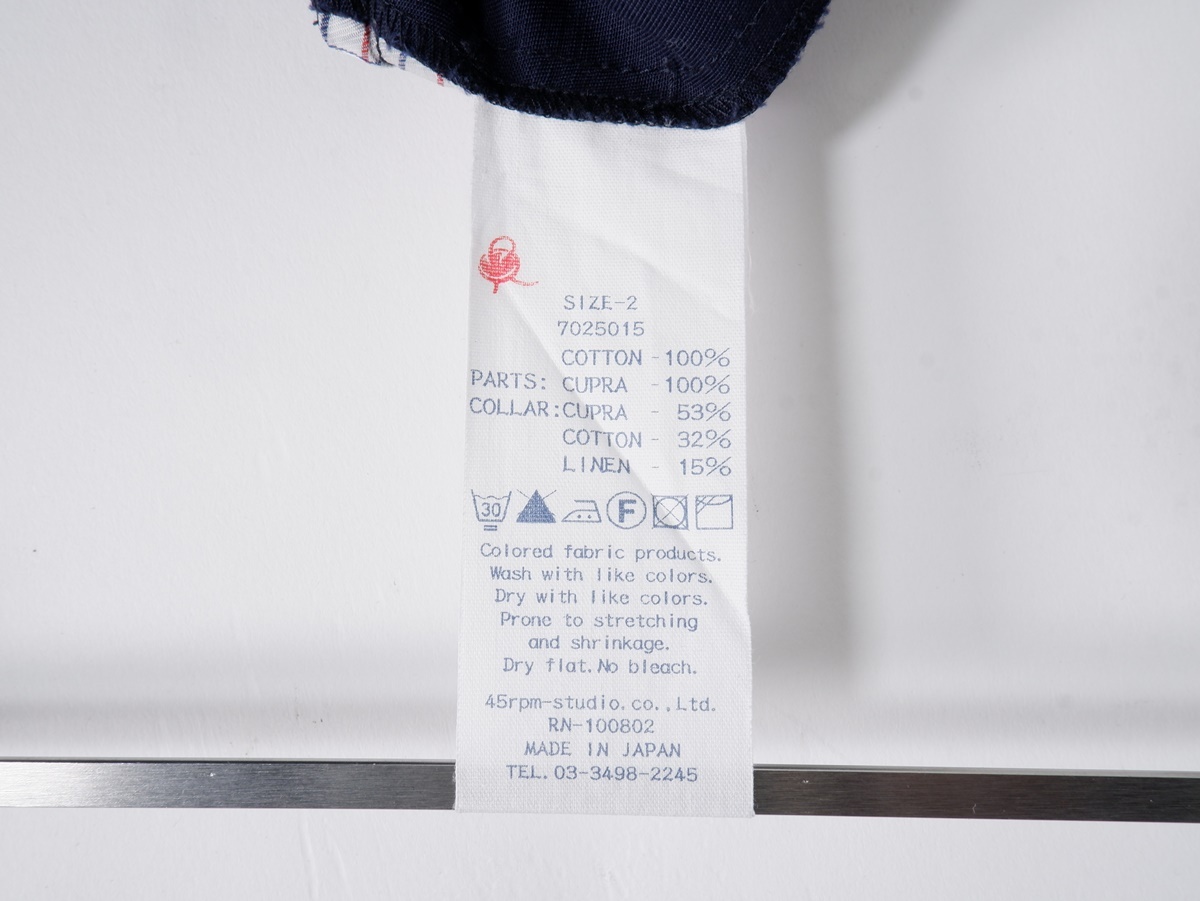 SIZE-2
7025015
COTTON -100%
PARTS: CUPRA -100%
COLLAR:CUPRA - 53%
COTTON - 32%
LINEN - 15%
30 F
Colored fabric products.
Wash with like colors.
Dry with like colors.
Prone to stretching
and shrinkage.
Dry flat.No bleach.
45rpm-studio.co.,Ltd.
RN-100802
MADE IN JAPAN
TEL.03-3498-2245